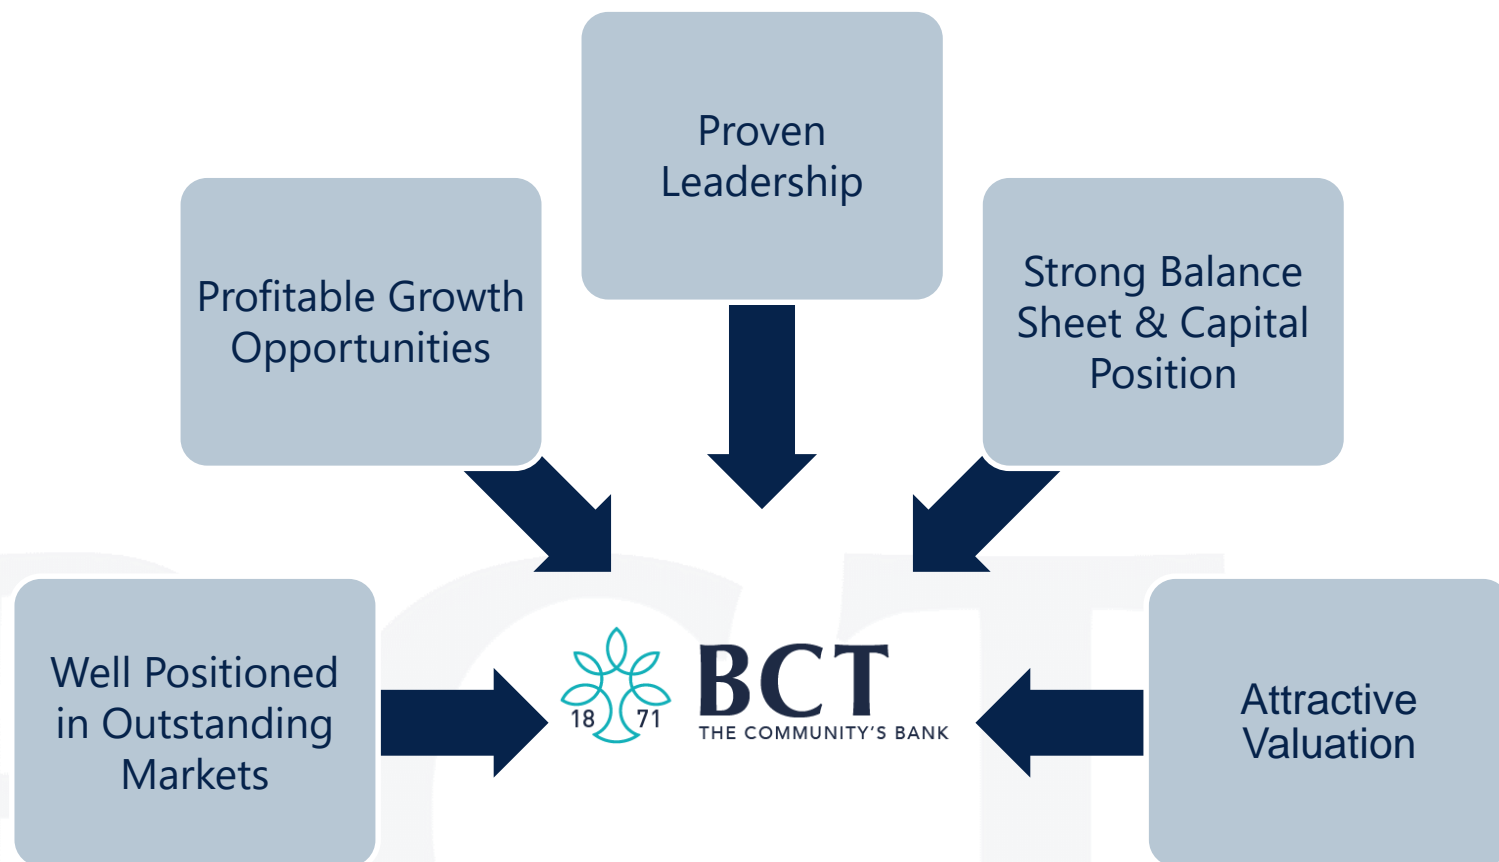 Proven
Leadership
Profitable Growth
Opportunities
Strong Balance
Sheet & Capital
Position
Well Positioned
in Outstanding
Markets
18 71
BCT
THE COMMUNITY'S BANK
Attractive
Valuation